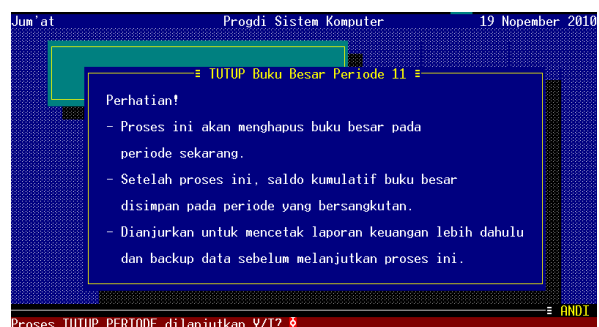 Jum'at Progdi Sistem Komputer 19 Nopember 2010
TUTUP Buku Besar Periode 11
Perhatian!
- Proses ini akan menghapus buku besar pada
periode sekarang.
- Setelah proses ini, saldo kumulatif buku besar
disimpan pada periode yang bersangkutan.
- Dianjurkan untuk mencetak laporan keuangan lebih dahulu
dan backup data sebelum melanjutkan proses ini.
ANDI
Proses TUTUP PERIODE dilanjutkan Y/T?